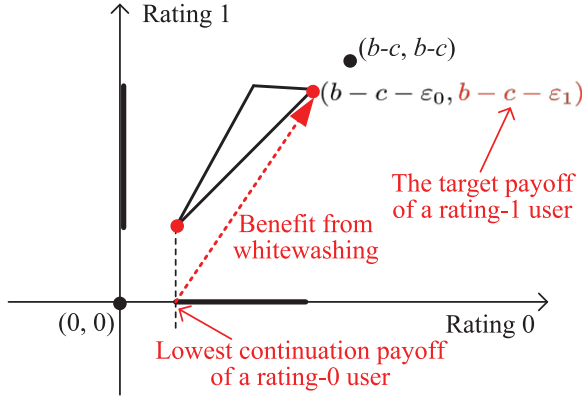 Rating 1
(b-c, b-c)
(b − c − ε₀, b − c − ε₁)
The target payoff
of a rating-1 user
Benefit from
whitewashing
(0, 0)
Rating 0
Lowest continuation payoff
of a rating-0 user